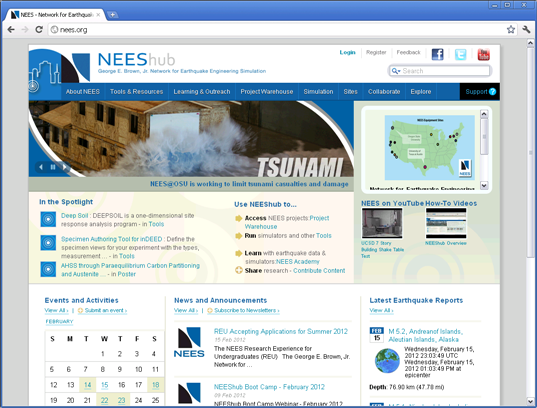 NEES - Network for Earthquak
nees.org
NEEShub
George E. Brown, Jr. Network for Earthquake Engineering Simulation
Login
Register
Feedback
Search
About NEES
Tools & Resources
Learning & Outreach
Project Warehouse
Simulation
Sites
Collaborate
Explore
Support ?
TSUNAMI
NEES@OSU is working to limit tsunami casualties and damage
NEES
Network for Earthquake Engineering
In the Spotlight
Deep Soil : DEEPSOIL is a one-dimensional site
response analysis program - in Tools
Specimen Authoring Tool for inDEED : Define the
specimen views for your experiment with the types,
measurement... - in Tools
AHSS through Paraequilibrium Carbon Partitioning
and Austenite... - in Poster
Use NEEShub to...
Access NEES projects Project
Warehouse
Run simulators and other Tools
Learn with earthquake data &
simulators:NEES Academy
Share research - Contribute Content
NEES on YouTube
UCSD 7 Story
Building Shake Table
Test
How-To Videos
NEEShub Overview
Events and Activities
View All › | Submit an event ›
FEBRUARY
S M T W T F S
1 2 3 4
5 6 7 8 9 10 11
12 13 14 15 16 17 18
19 20 21 22 23 24 25
News and Announcements
View All › | Subscribe to Newsletters ›
NEES
REU Accepting Applications for Summer 2012
15 Feb 2012
The NEES Research Experience for
Undergraduates (REU) The George E. Brown, Jr.
Network for...
NEEShub Boot Camp - February 2012
NEEShub Boot Camp Webinar - February 2012
Latest Earthquake Reports
View All ›
FEB
15
M 5.2, Andreanof Islands,
Aleutian Islands, Alaska
Wednesday, February 15,
2012 23:03:49 UTC
Wednesday, February 15,
2012 01:03:49 PM at
epicenter
Depth: 76.90 km (47.78 mi)
FEB